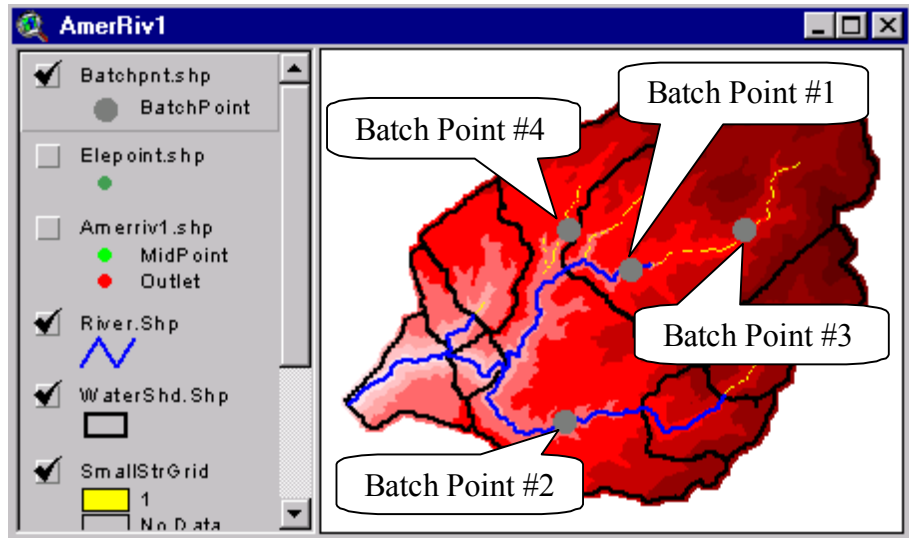 AmerRiv1
Batchpnt.shp
BatchPoint
Elepoint.shp
Amerriv1.shp
MidPoint
Outlet
River.Shp
WaterShd.Shp
SmallStrGrid
1
No Data
Batch Point #1
Batch Point #4
Batch Point #3
Batch Point #2